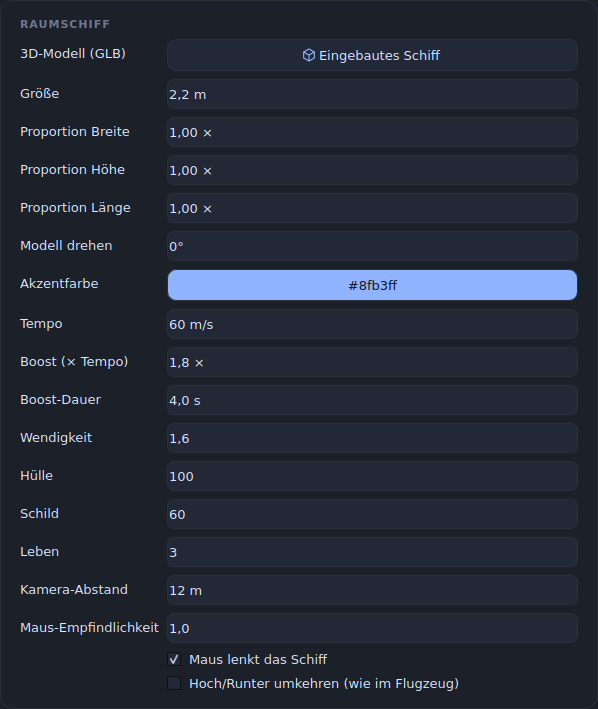 RAUMSCHIFF
3D-Modell (GLB) Eingebautes Schiff
Größe 2,2 m
Proportion Breite 1,00 ×
Proportion Höhe 1,00 ×
Proportion Länge 1,00 ×
Modell drehen 0°
Akzentfarbe #8fb3ff
Tempo 60 m/s
Boost (× Tempo) 1,8 ×
Boost-Dauer 4,0 s
Wendigkeit 1,6
Hülle 100
Schild 60
Leben 3
Kamera-Abstand 12 m
Maus-Empfindlichkeit 1,0
Maus lenkt das Schiff
Hoch/Runter umkehren (wie im Flugzeug)